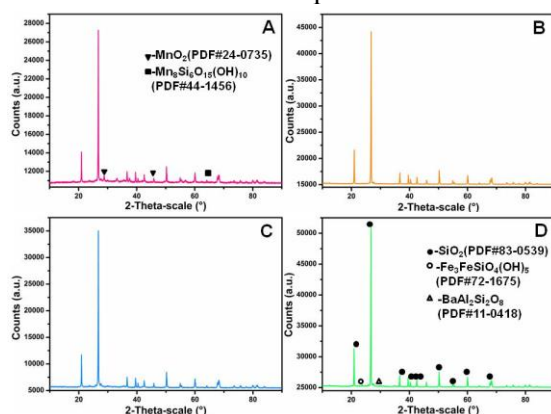 A
▼-MnO₂(PDF#24-0735)
■-Mn₈Si₆O₁₅(OH)₁₀
(PDF#44-1456)
Counts (a.u.)
28000
26000
24000
22000
20000
18000
16000
14000
12000
10000
20 40 60 80
2-Theta-scale (°)
B
Counts (a.u.)
45000
40000
35000
30000
25000
20000
15000
20 40 60 80
2-Theta-scale (°)
C
Counts (a.u.)
35000
30000
25000
20000
15000
10000
5000
20 40 60 80
2-Theta-scale (°)
D
●-SiO₂(PDF#83-0539)
○-Fe₃FeSiO₄(OH)₅
(PDF#72-1675)
△-BaAl₂Si₂O₈
(PDF#11-0418)
Counts (a.u.)
50000
45000
40000
35000
30000
25000
20 40 60 80
2-Theta-scale (°)